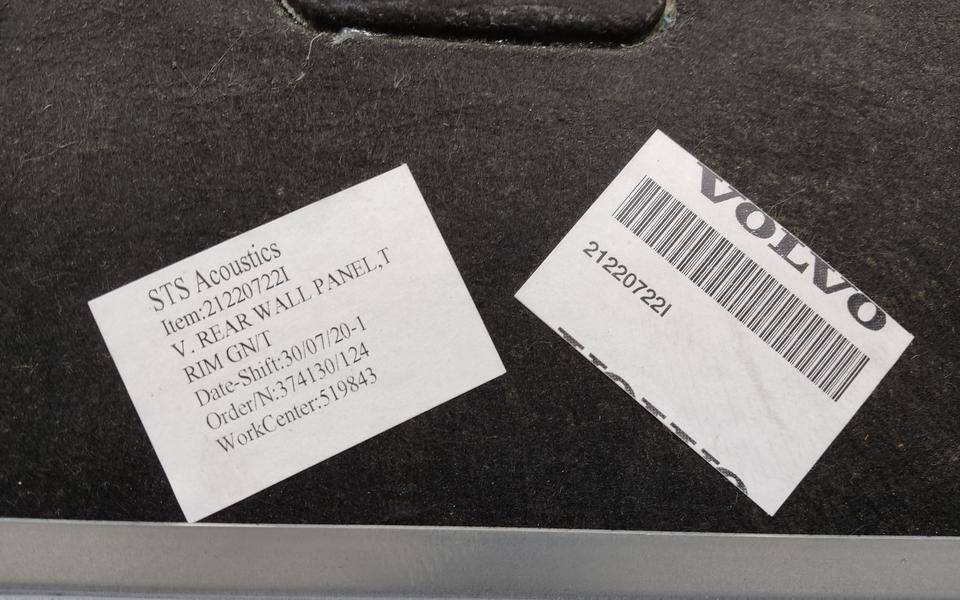 STS Acoustics
Item:21220722I
V. REAR WALL PANEL,T
RIM GN/T
Date-Shift:30/07/20-1
Order/N:374130/124
WorkCenter:519843
VOLVO
21220722I